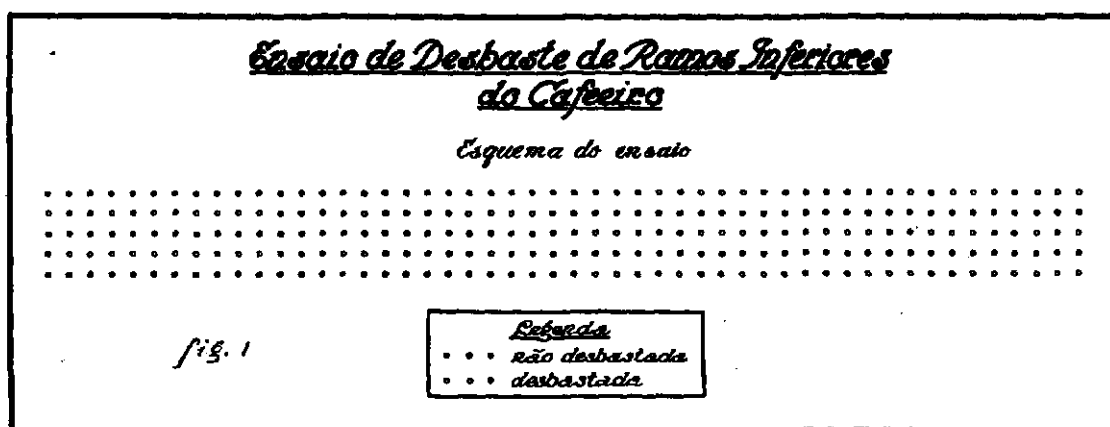 Ensaio de Desbaste de Ramos Inferiores
do Cafeeiro
Esquema do ensaio
fig. 1
Legenda
não desbastada
desbastada